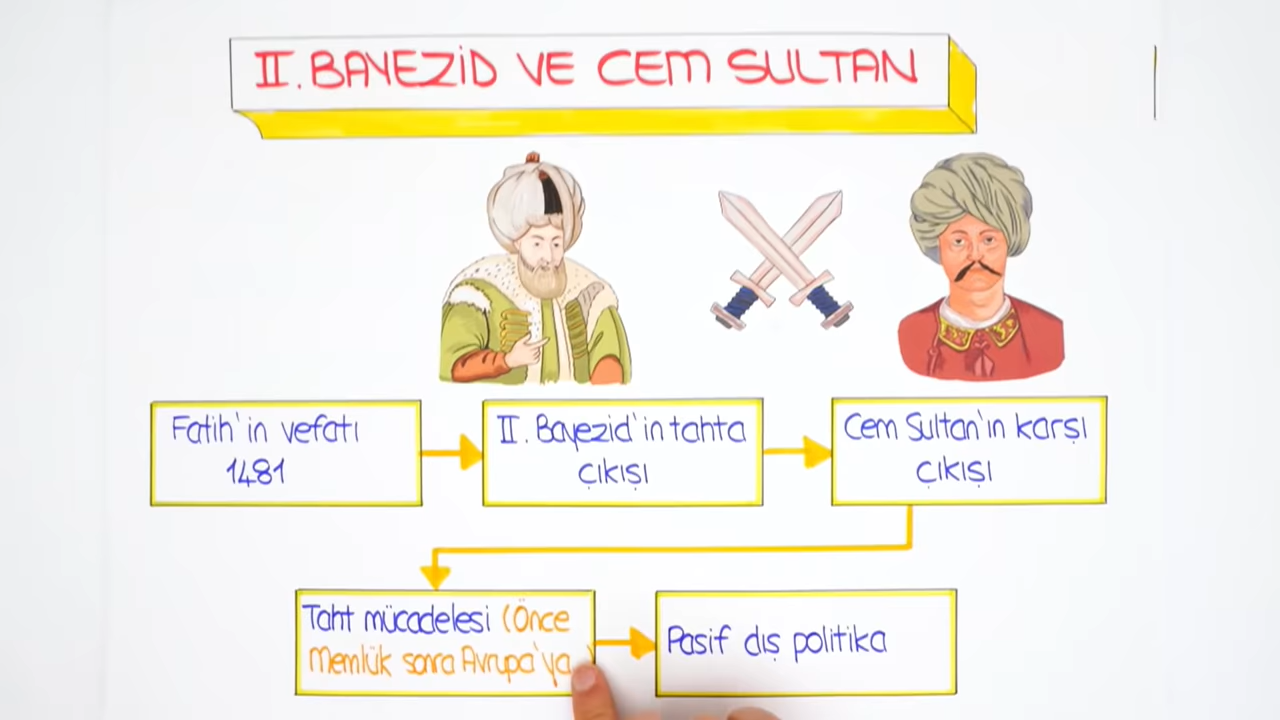 II. BAYEZİD VE CEM SULTAN
Fatih'in vefatı
1481
II. Bayezid'in tahta
çıkışı
Cem Sultan'ın karşı
çıkışı
Taht mücadelesi (Önce
Memlük sonra Avrupa'ya)
Pasif dış politika